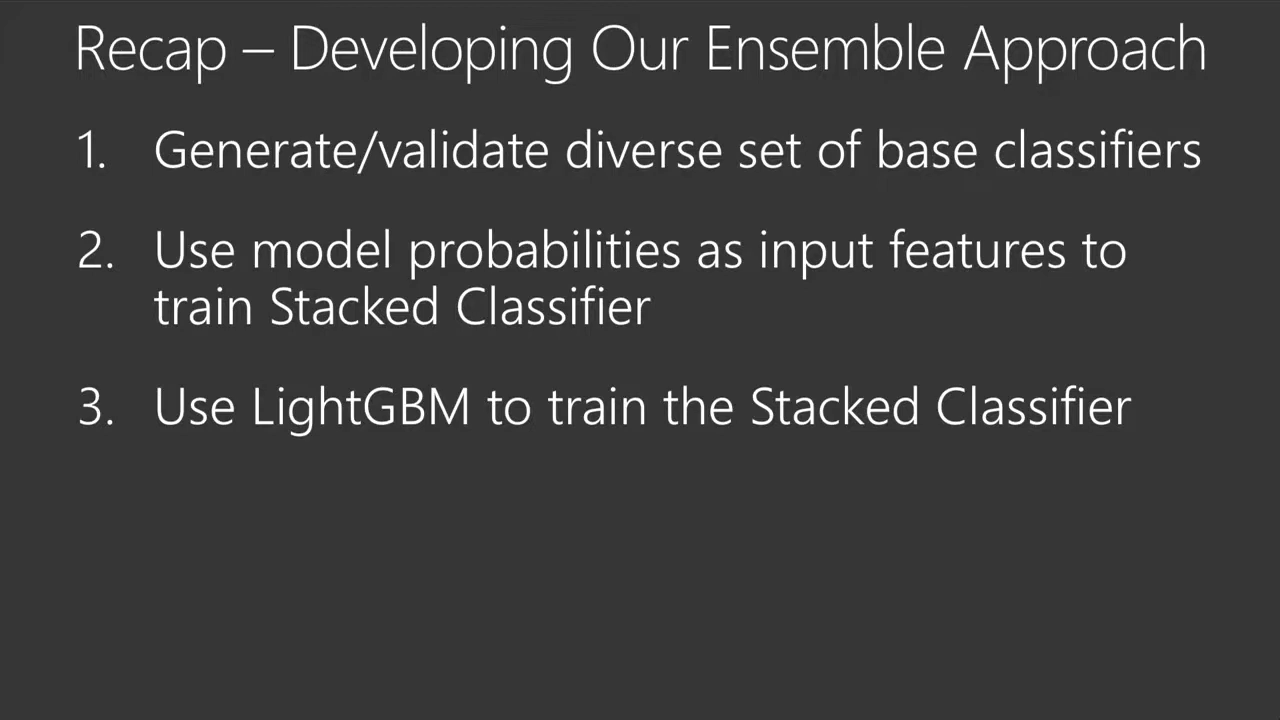 Recap – Developing Our Ensemble Approach
1. Generate/validate diverse set of base classifiers
2. Use model probabilities as input features to
train Stacked Classifier
3. Use LightGBM to train the Stacked Classifier